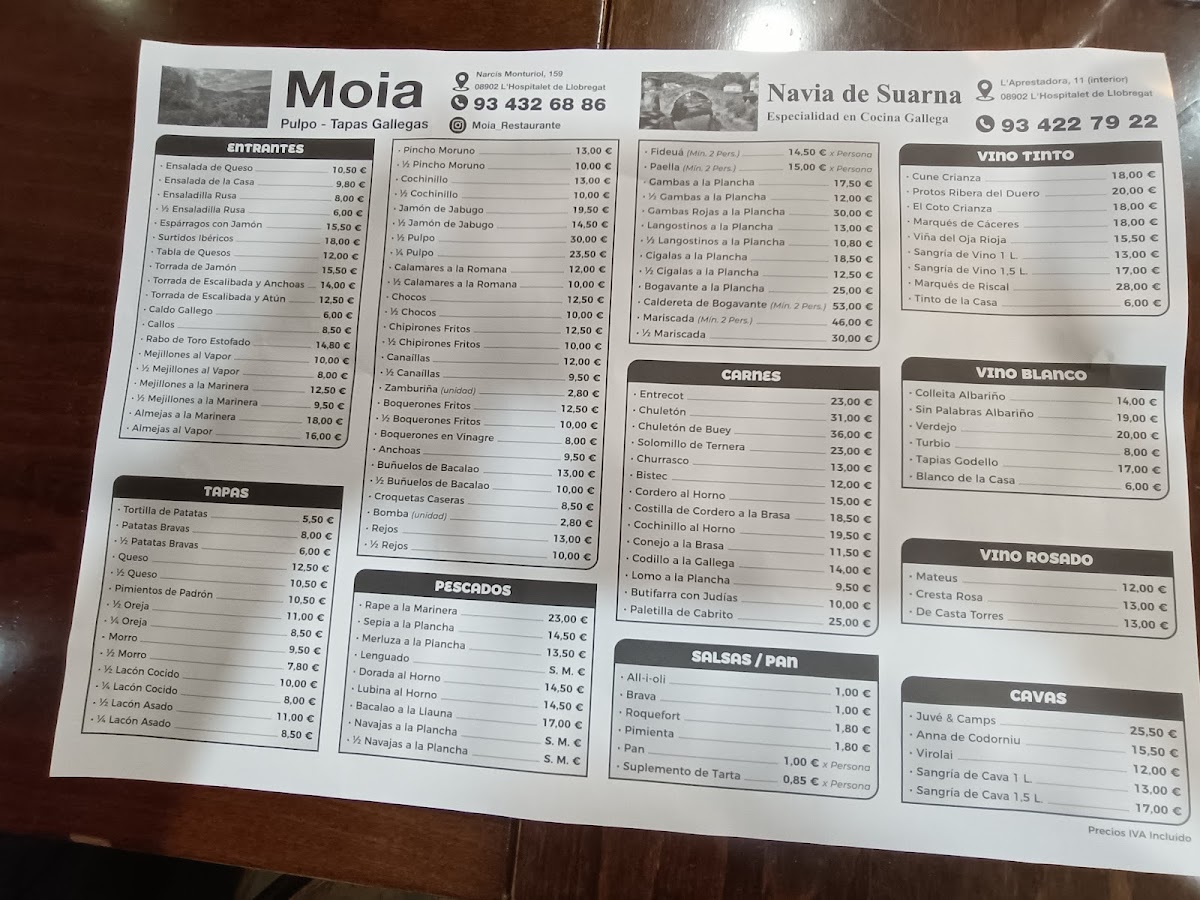 Moia
Pulpo - Tapas Gallegas
Narcís Monturiol, 159
08902 L'Hospitalet de Llobregat
93 432 68 86
Moia_Restaurante
Navia de Suarna
Especialidad en Cocina Gallega
L'Aprestadora, 11 (interior)
08902 L'Hospitalet de Llobregat
93 422 79 22
ENTRANTES
· Ensalada de Queso 10,50 €
· Ensalada de la Casa 9,80 €
· Ensaladilla Rusa 8,00 €
· ½ Ensaladilla Rusa 6,00 €
· Espárragos con Jamón 15,50 €
· Surtidos Ibéricos 18,00 €
· Tabla de Quesos 12,00 €
· Torrada de Jamón 15,50 €
· Torrada de Escalibada y Anchoas 14,00 €
· Torrada de Escalibada y Atún 12,50 €
· Caldo Gallego 6,00 €
· Callos 8,50 €
· Rabo de Toro Estofado 14,80 €
· Mejillones al Vapor 10,00 €
· ½ Mejillones al Vapor 8,00 €
· Mejillones a la Marinera 12,50 €
· ½ Mejillones a la Marinera 9,50 €
· Almejas a la Marinera 18,00 €
· Almejas al Vapor 16,00 €
TAPAS
· Tortilla de Patatas 5,50 €
· Patatas Bravas 8,00 €
· ½ Patatas Bravas 6,00 €
· Queso 12,50 €
· ½ Queso 10,50 €
· Pimientos de Padrón 10,50 €
· ½ Oreja 11,00 €
· ¼ Oreja 8,50 €
· Morro 9,50 €
· ½ Morro 7,80 €
· ½ Lacón Cocido 10,00 €
· ¼ Lacón Cocido 8,00 €
· ½ Lacón Asado 11,00 €
· ¼ Lacón Asado 8,50 €
· Pincho Moruno 13,00 €
· ½ Pincho Moruno 10,00 €
· Cochinillo 13,00 €
· ½ Cochinillo 10,00 €
· Jamón de Jabugo 19,50 €
· ½ Jamón de Jabugo 14,50 €
· ½ Pulpo 30,00 €
· ¼ Pulpo 23,50 €
· Calamares a la Romana 12,00 €
· ½ Calamares a la Romana 10,00 €
· Chocos 12,50 €
· ½ Chocos 10,00 €
· Chipirones Fritos 12,50 €
· ½ Chipirones Fritos 10,00 €
· Canaíllas 12,00 €
· ½ Canaíllas 9,50 €
· Zamburiña (unidad) 2,80 €
· Boquerones Fritos 12,50 €
· ½ Boquerones Fritos 10,00 €
· Boquerones en Vinagre 8,00 €
· Anchoas 9,50 €
· Buñuelos de Bacalao 13,00 €
· ½ Buñuelos de Bacalao 10,00 €
· Croquetas Caseras 8,50 €
· Bomba (unidad) 2,80 €
· Rejos 13,00 €
· ½ Rejos 10,00 €
PESCADOS
· Rape a la Marinera 23,00 €
· Sepia a la Plancha 14,50 €
· Merluza a la Plancha 13,50 €
· Lenguado S. M. €
· Dorada al Horno 14,50 €
· Lubina al Horno 14,50 €
· Bacalao a la Llauna 17,00 €
· Navajas a la Plancha S. M. €
· ½ Navajas a la Plancha S. M. €
· Fideuá (Mín. 2 Pers.) 14,50 € x Persona
· Paella (Mín. 2 Pers.) 15,00 € x Persona
· Gambas a la Plancha 17,50 €
· ½ Gambas a la Plancha 12,00 €
· Gambas Rojas a la Plancha 30,00 €
· Langostinos a la Plancha 13,00 €
· ½ Langostinos a la Plancha 10,80 €
· Cigalas a la Plancha 18,50 €
· ½ Cigalas a la Plancha 12,50 €
· Bogavante a la Plancha 25,00 €
· Caldereta de Bogavante (Mín. 2 Pers.) 53,00 €
· Mariscada (Mín. 2 Pers.) 46,00 €
· ½ Mariscada 30,00 €
CARNES
· Entrecot 23,00 €
· Chuletón 31,00 €
· Chuletón de Buey 36,00 €
· Solomillo de Ternera 23,00 €
· Churrasco 13,00 €
· Bistec 12,00 €
· Cordero al Horno 15,00 €
· Costilla de Cordero a la Brasa 18,50 €
· Cochinillo al Horno 19,50 €
· Conejo a la Brasa 11,50 €
· Codillo a la Gallega 14,00 €
· Lomo a la Plancha 9,50 €
· Butifarra con Judías 10,00 €
· Paletilla de Cabrito 25,00 €
SALSAS / PAN
· All-i-oli 1,00 €
· Brava 1,00 €
· Roquefort 1,80 €
· Pimienta 1,80 €
· Pan 1,00 € x Persona
· Suplemento de Tarta 0,85 € x Persona
VINO TINTO
· Cune Crianza 18,00 €
· Protos Ribera del Duero 20,00 €
· El Coto Crianza 18,00 €
· Marqués de Cáceres 18,00 €
· Viña del Oja Rioja 15,50 €
· Sangría de Vino 1 L. 13,00 €
· Sangría de Vino 1,5 L. 17,00 €
· Marqués de Riscal 28,00 €
· Tinto de la Casa 6,00 €
VINO BLANCO
· Colleita Albariño 14,00 €
· Sin Palabras Albariño 19,00 €
· Verdejo 20,00 €
· Turbio 8,00 €
· Tapias Godello 17,00 €
· Blanco de la Casa 6,00 €
VINO ROSADO
· Mateus 12,00 €
· Cresta Rosa 13,00 €
· De Casta Torres 13,00 €
CAVAS
· Juvé & Camps 25,50 €
· Anna de Codorniu 15,50 €
· Virolai 12,00 €
· Sangría de Cava 1 L. 13,00 €
· Sangría de Cava 1,5 L. 17,00 €
Precios IVA Incluido